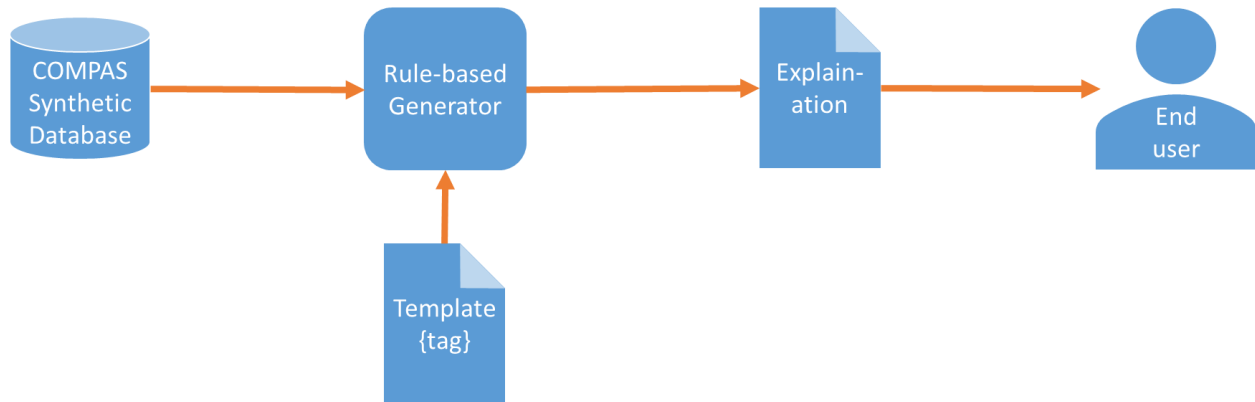 COMPAS
Synthetic
Database
Rule-based
Generator
Explain-
ation
End
user
Template
{tag}